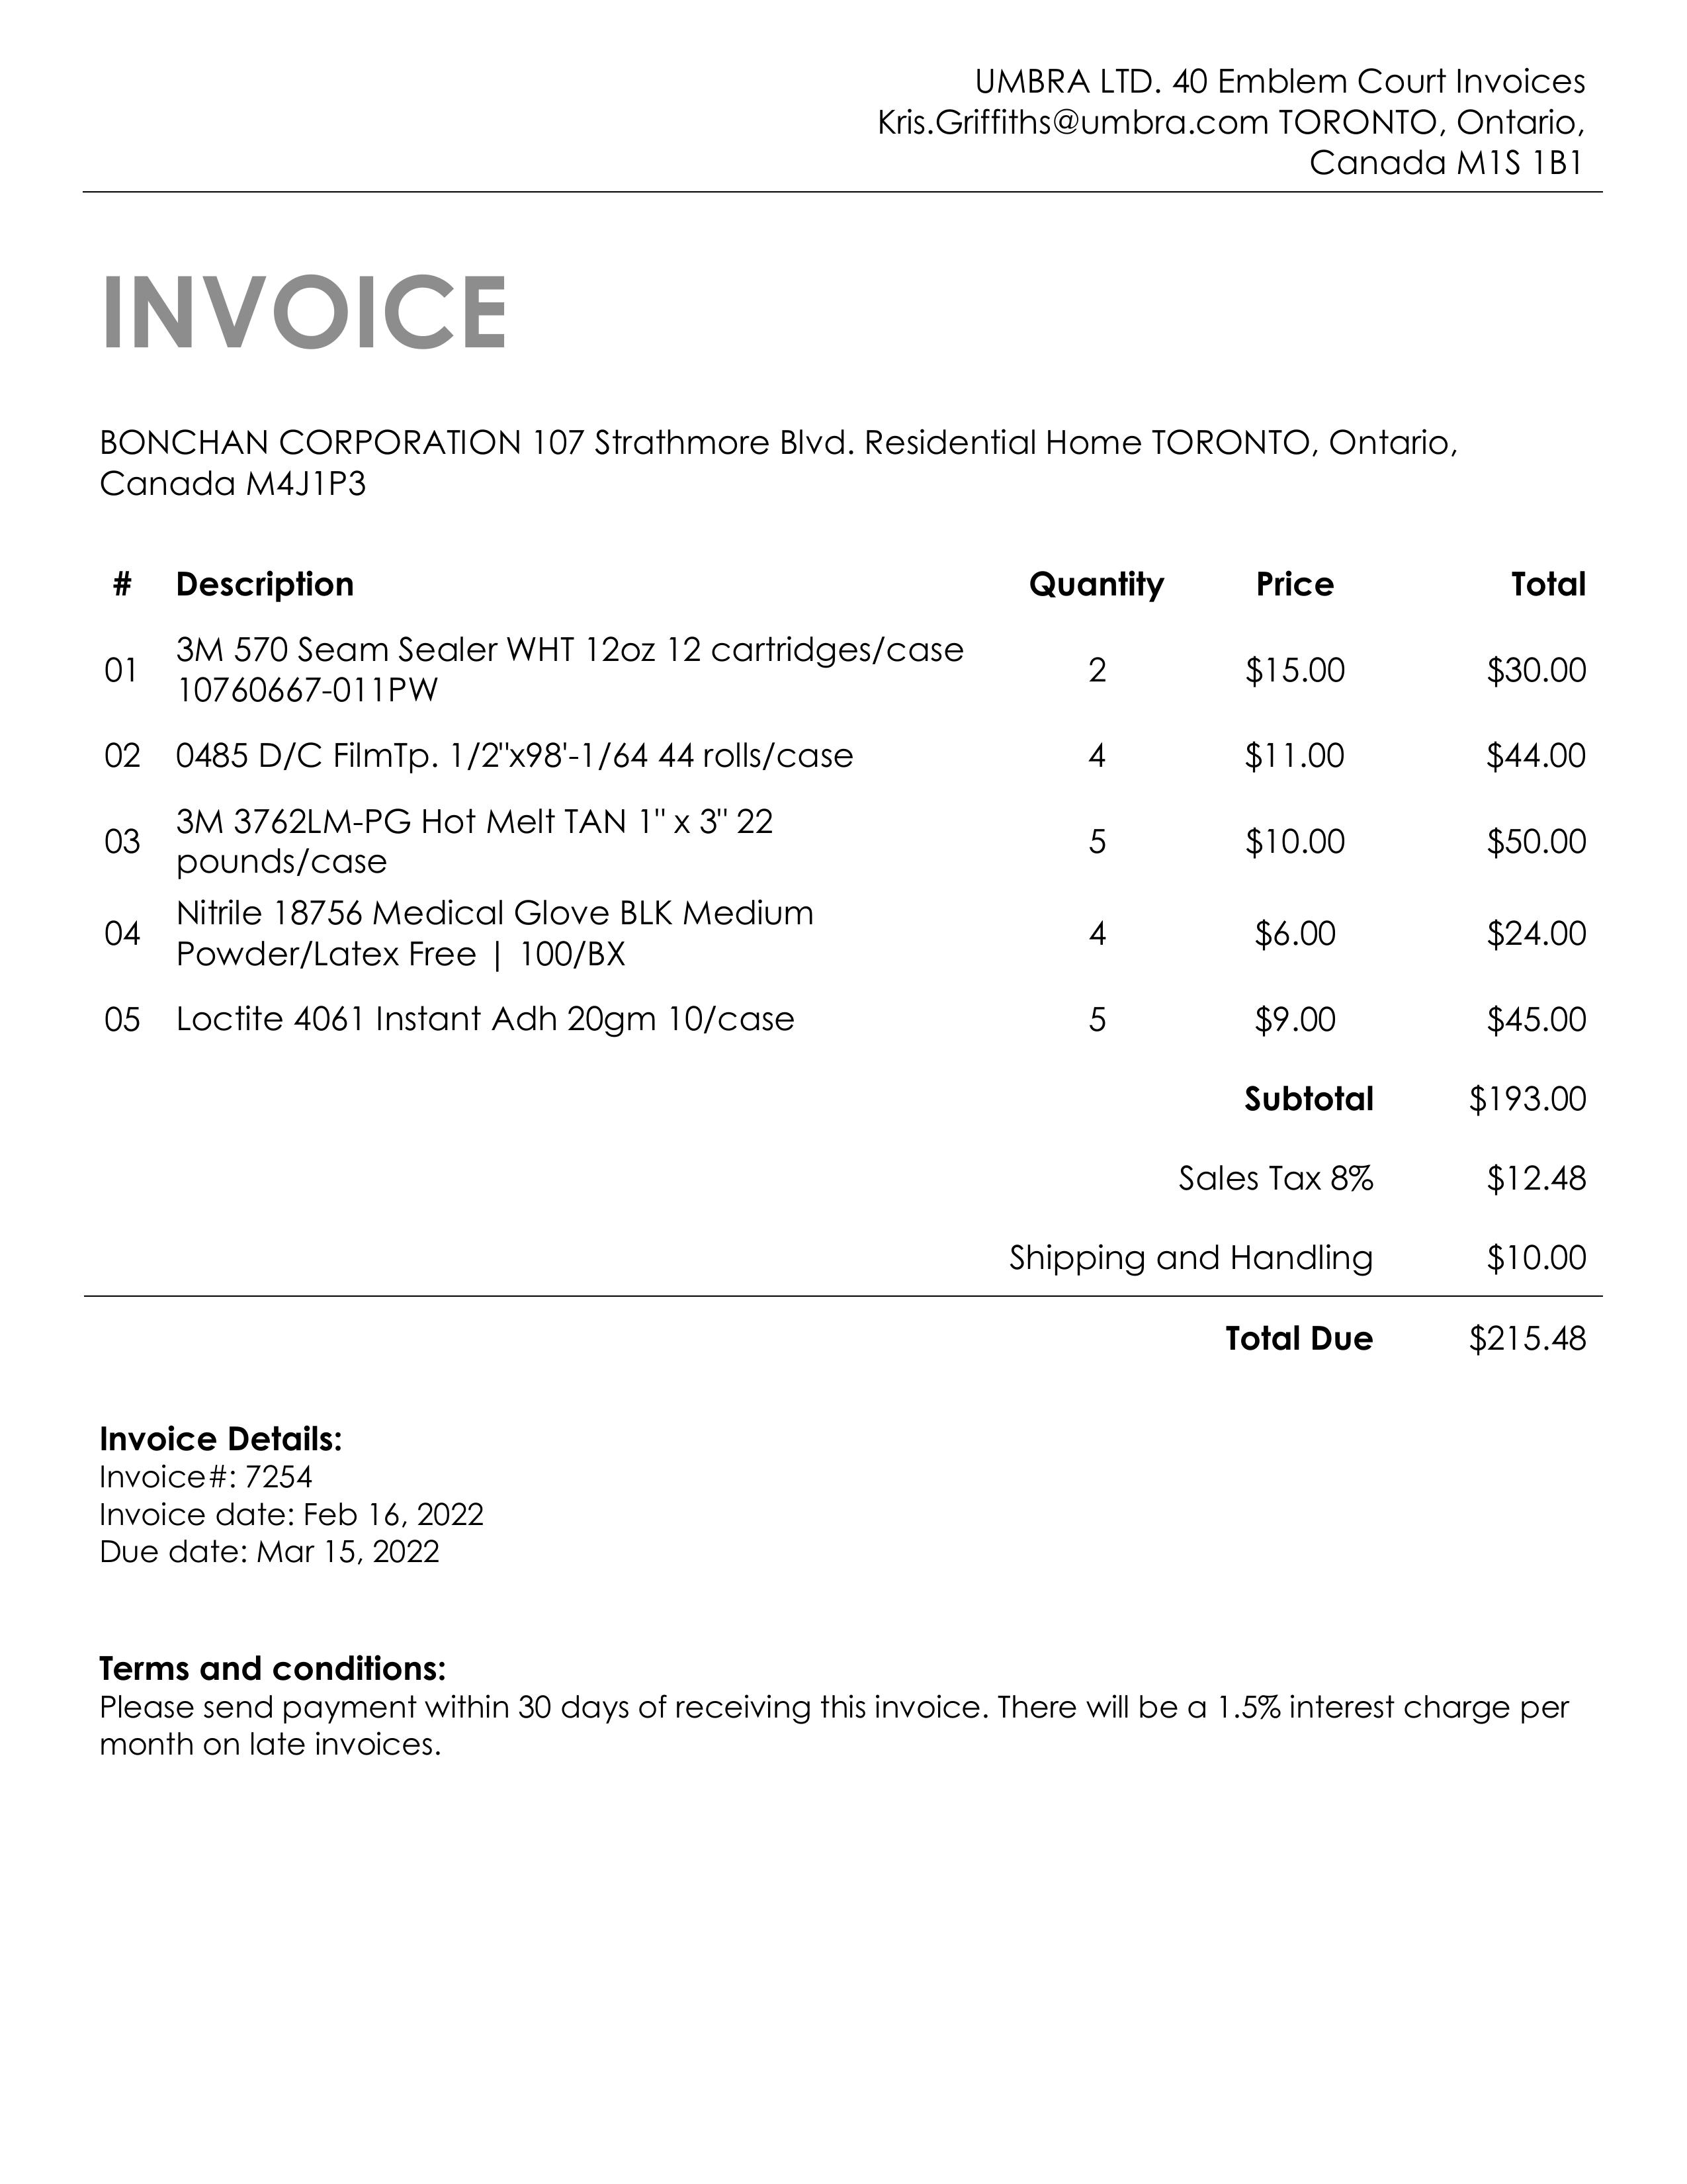 UMBRA LTD. 40 Emblem Court Invoices
Kris.Griffiths@umbra.com TORONTO, Ontario,
Canada M1S 1B1
INVOICE
BONCHAN CORPORATION 107 Strathmore Blvd. Residential Home TORONTO, Ontario,
Canada M4J1P3
# Description Quantity Price Total
01 3M 570 Seam Sealer WHT 12oz 12 cartridges/case 2 $15.00 $30.00
10760667-011PW
02 0485 D/C FilmTp. 1/2"x98'-1/64 44 rolls/case 4 $11.00 $44.00
03 3M 3762LM-PG Hot Melt TAN 1" x 3" 22 5 $10.00 $50.00
pounds/case
04 Nitrile 18756 Medical Glove BLK Medium 4 $6.00 $24.00
Powder/Latex Free | 100/BX
05 Loctite 4061 Instant Adh 20gm 10/case 5 $9.00 $45.00
Subtotal $193.00
Sales Tax 8% $12.48
Shipping and Handling $10.00
Total Due $215.48
Invoice Details:
Invoice#: 7254
Invoice date: Feb 16, 2022
Due date: Mar 15, 2022
Terms and conditions:
Please send payment within 30 days of receiving this invoice. There will be a 1.5% interest charge per
month on late invoices.